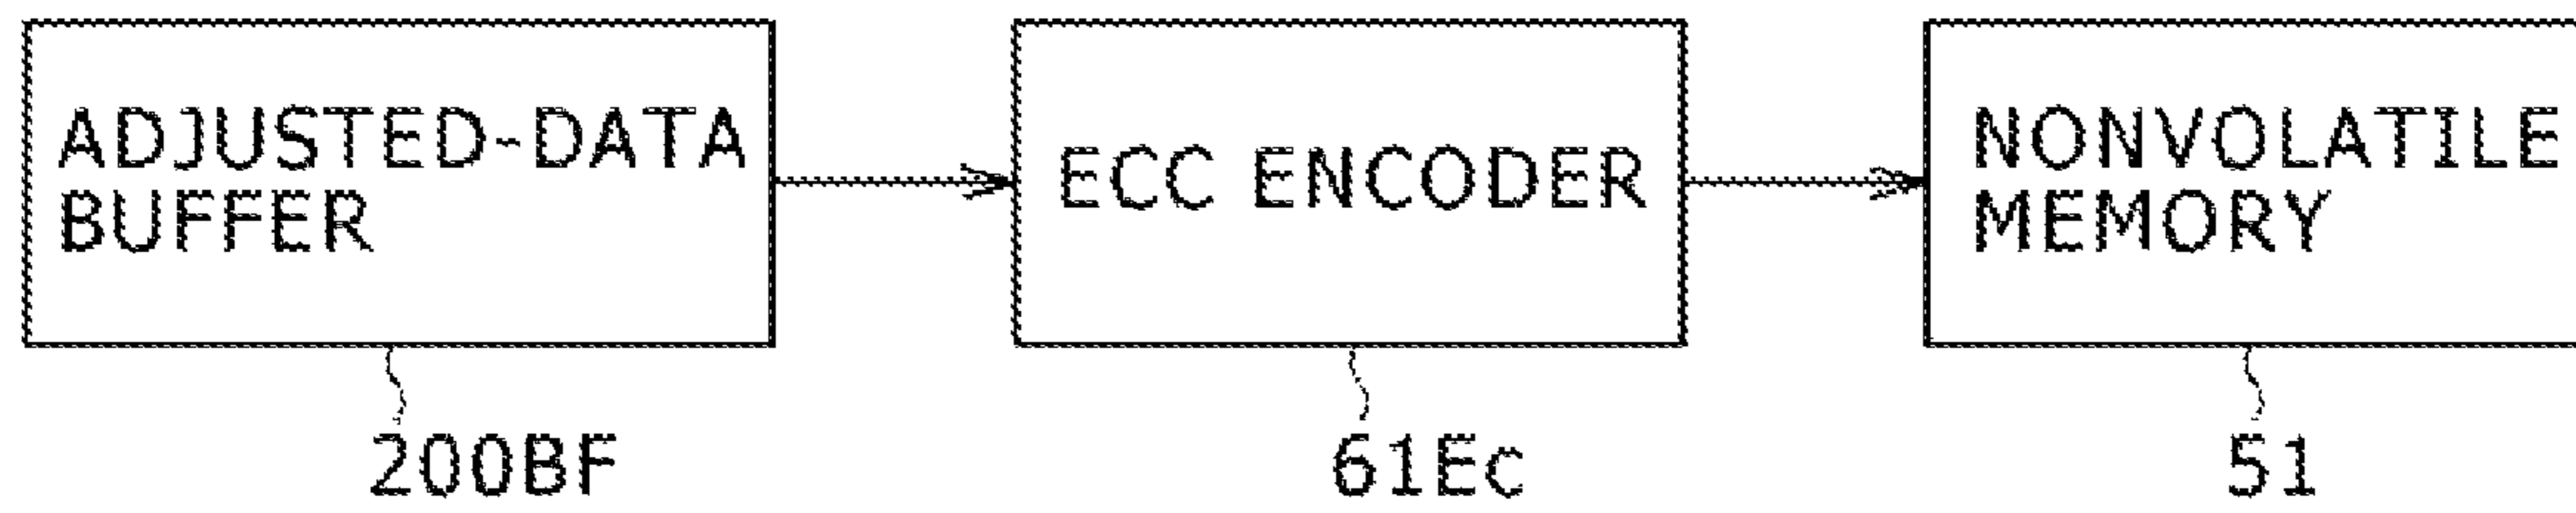 ADJUSTED-DATA
BUFFER
ECC ENCODER
NONVOLATILE
MEMORY
200BF
61Ec
51